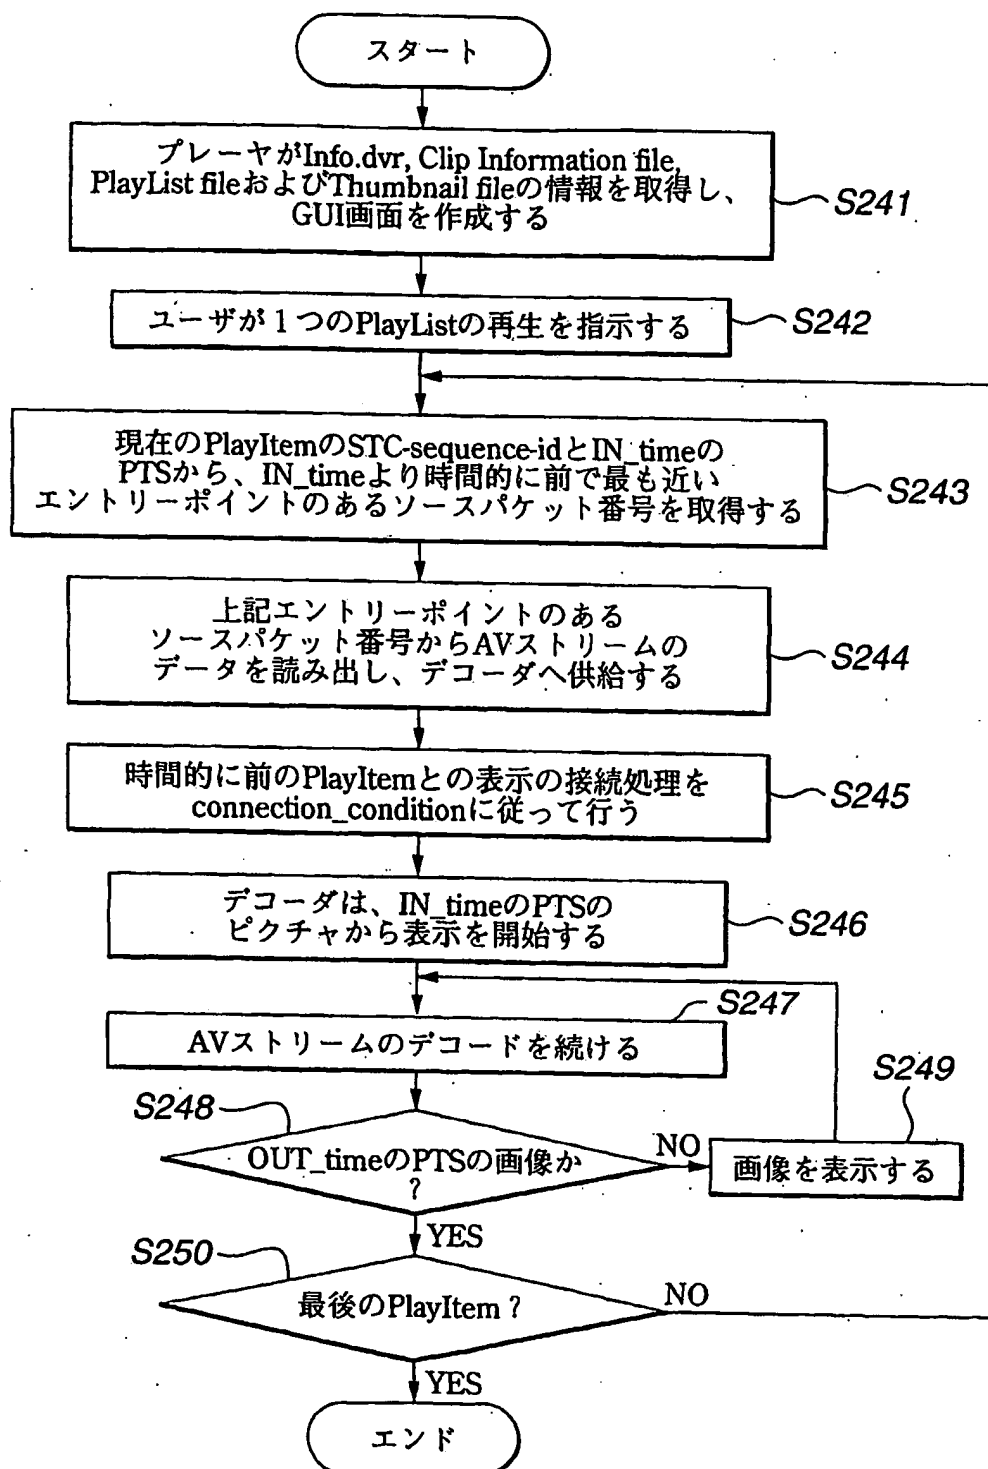 スタート
プレーヤがInfo.dvr, Clip Information file,
PlayList fileおよびThumbnail fileの情報を取得し、
GUI画面を作成する
S241
ユーザが1つのPlayListの再生を指示する
S242
現在のPlayItemのSTC-sequence-idとIN_timeの
PTSから、IN_timeより時間的に前で最も近い
エントリーポイントのあるソースパケット番号を取得する
S243
上記エントリーポイントのある
ソースパケット番号からAVストリームの
データを読み出し、デコーダへ供給する
S244
時間的に前のPlayItemとの表示の接続処理を
connection_conditionに従って行う
S245
デコーダは、IN_timeのPTSの
ピクチャから表示を開始する
S246
S247
AVストリームのデコードを続ける
S248
OUT_timeのPTSの画像か
?
NO
S249
画像を表示する
YES
S250
最後のPlayItem?
NO
YES
エンド